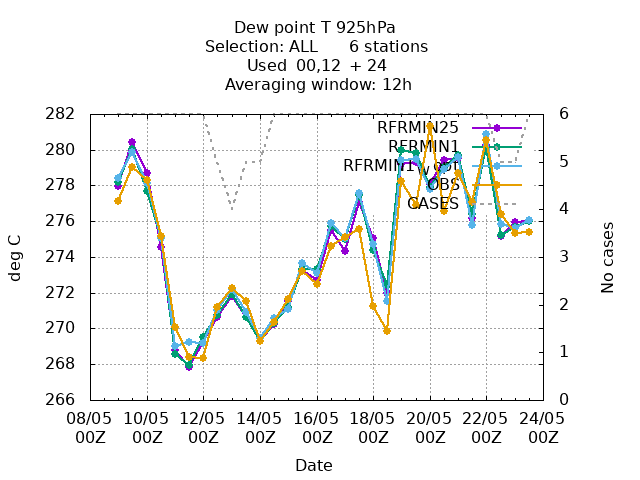 Dew point T 925hPa
Selection: ALL 6 stations
Used 00,12 + 24
Averaging window: 12h
RFRMIN25
RFRMIN1
OBS
CASES
282
280
278
276
274
272
270
268
266
6
5
4
3
2
1
0
deg C
No cases
08/05 10/05 12/05 14/05 16/05 18/05 20/05 22/05 24/05
00Z 00Z 00Z 00Z 00Z 00Z 00Z 00Z 00Z
Date